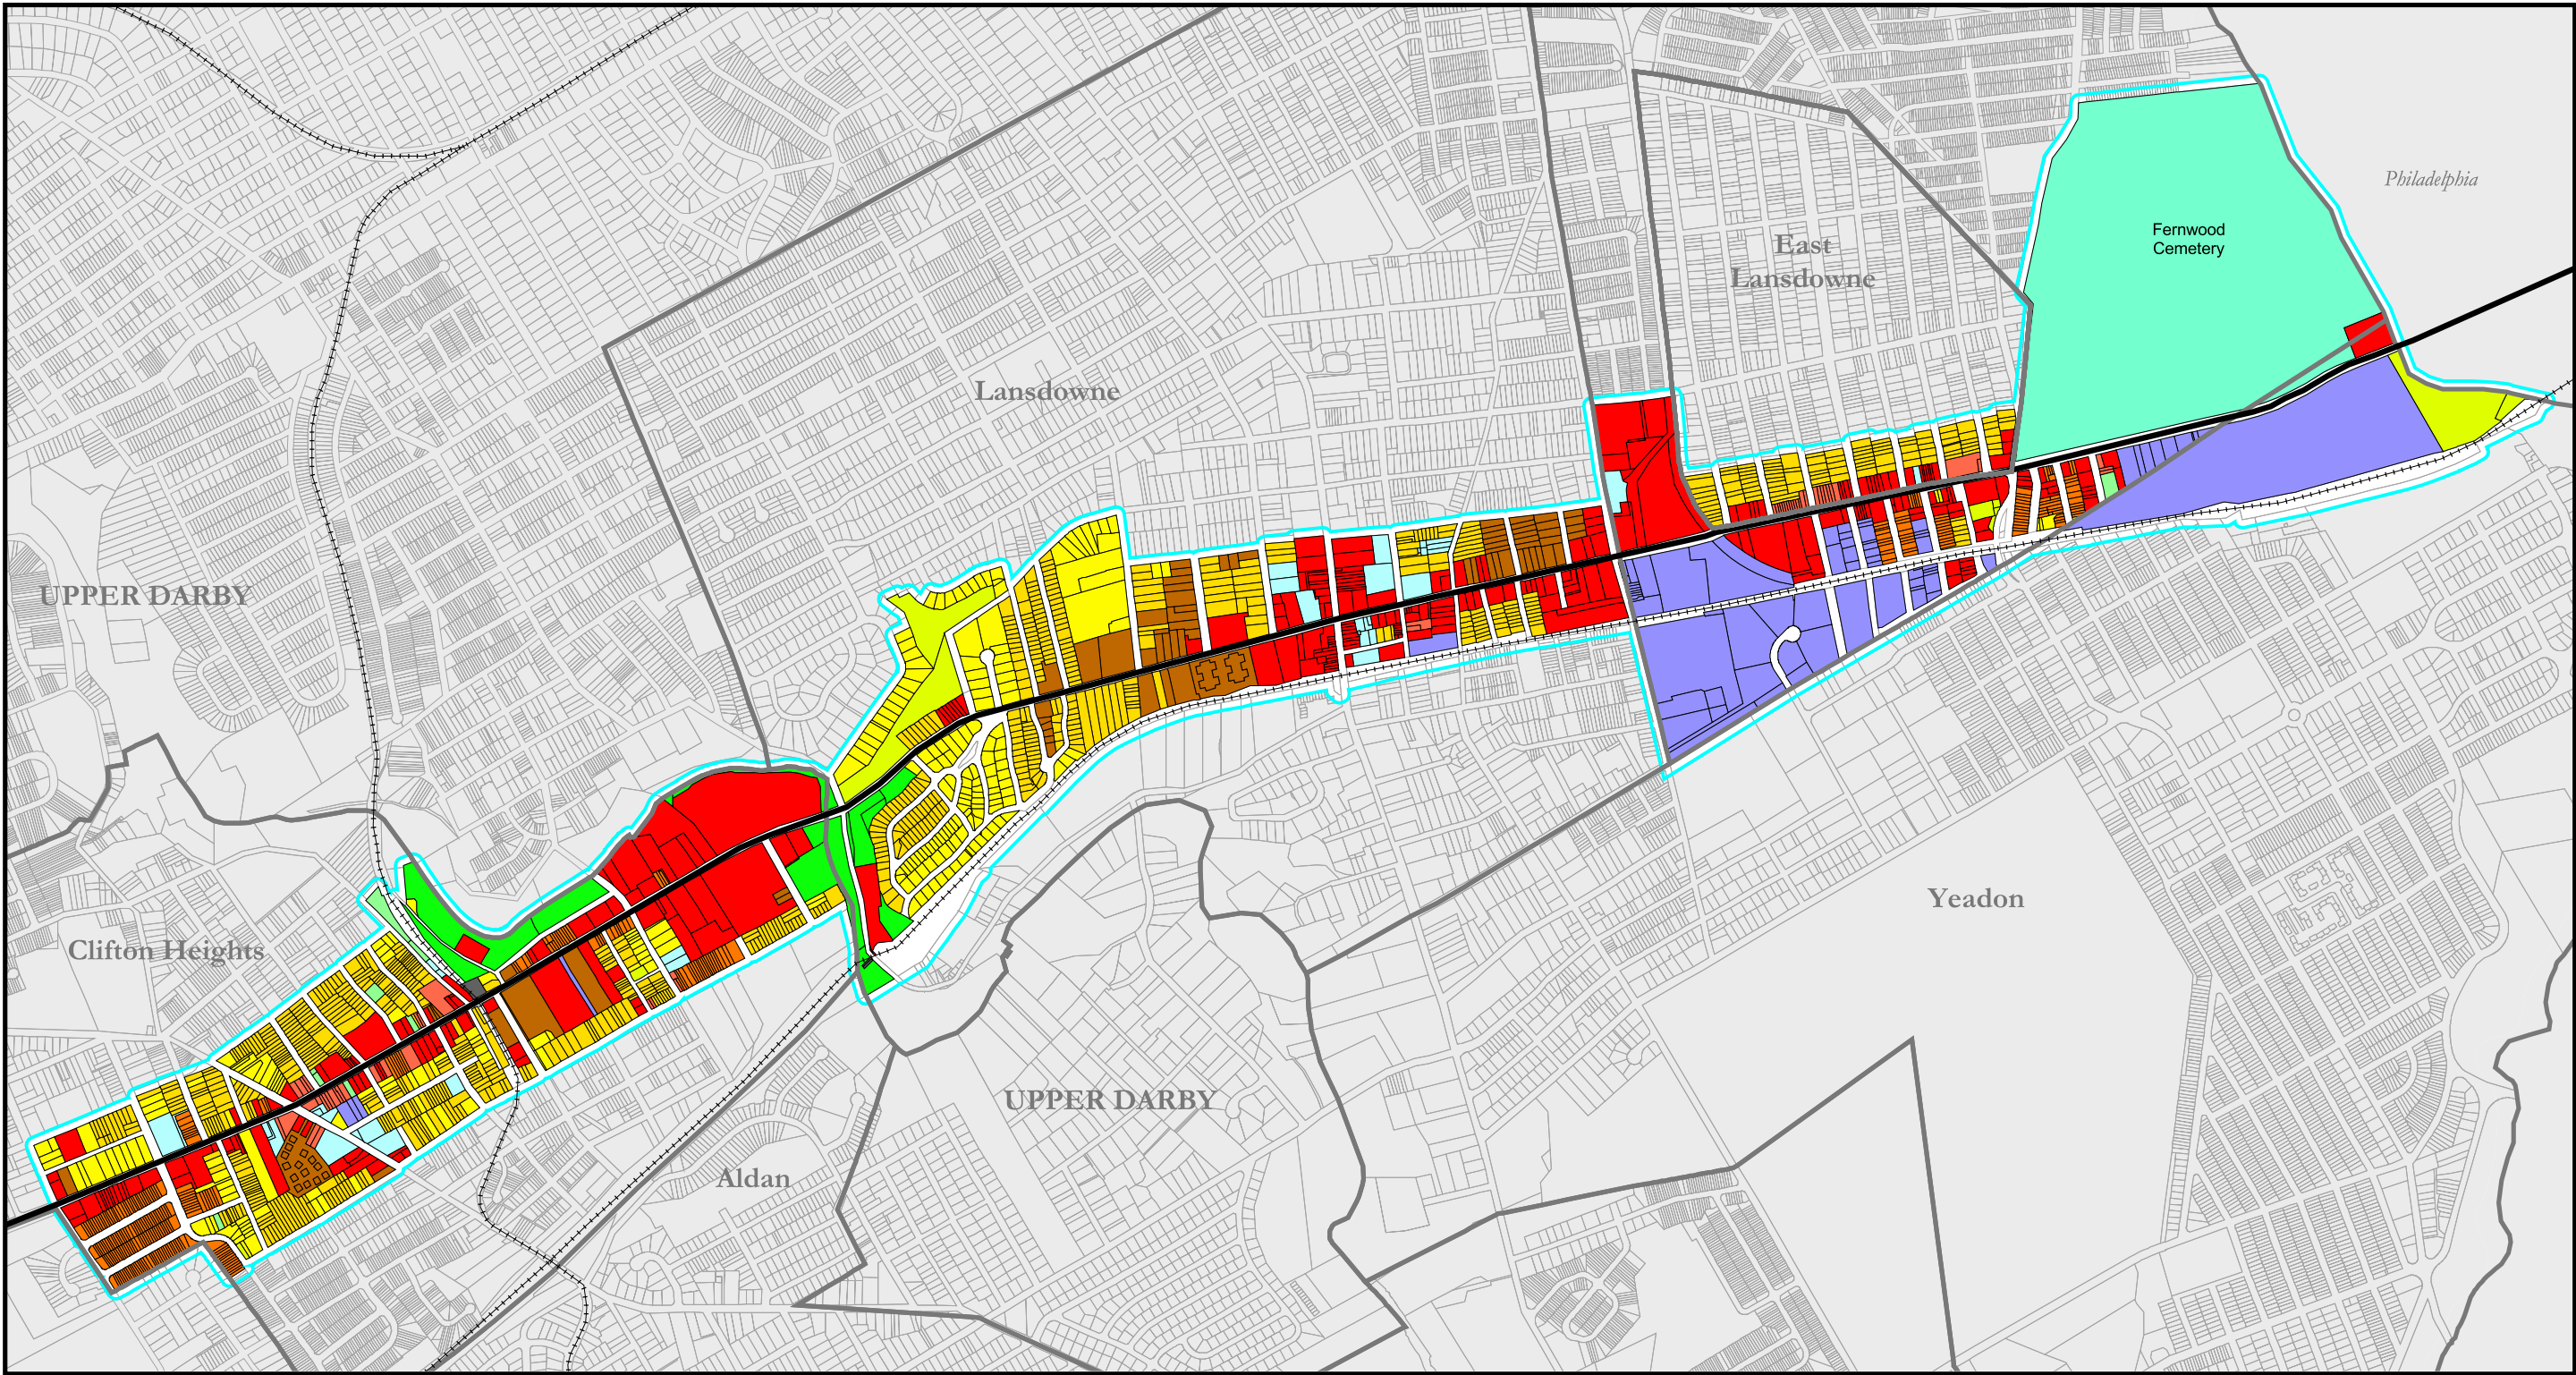 Philadelphia
Fernwood
Cemetery
East
Lansdowne
Lansdowne
UPPER DARBY
Yeadon
Clifton Heights
UPPER DARBY
Aldan